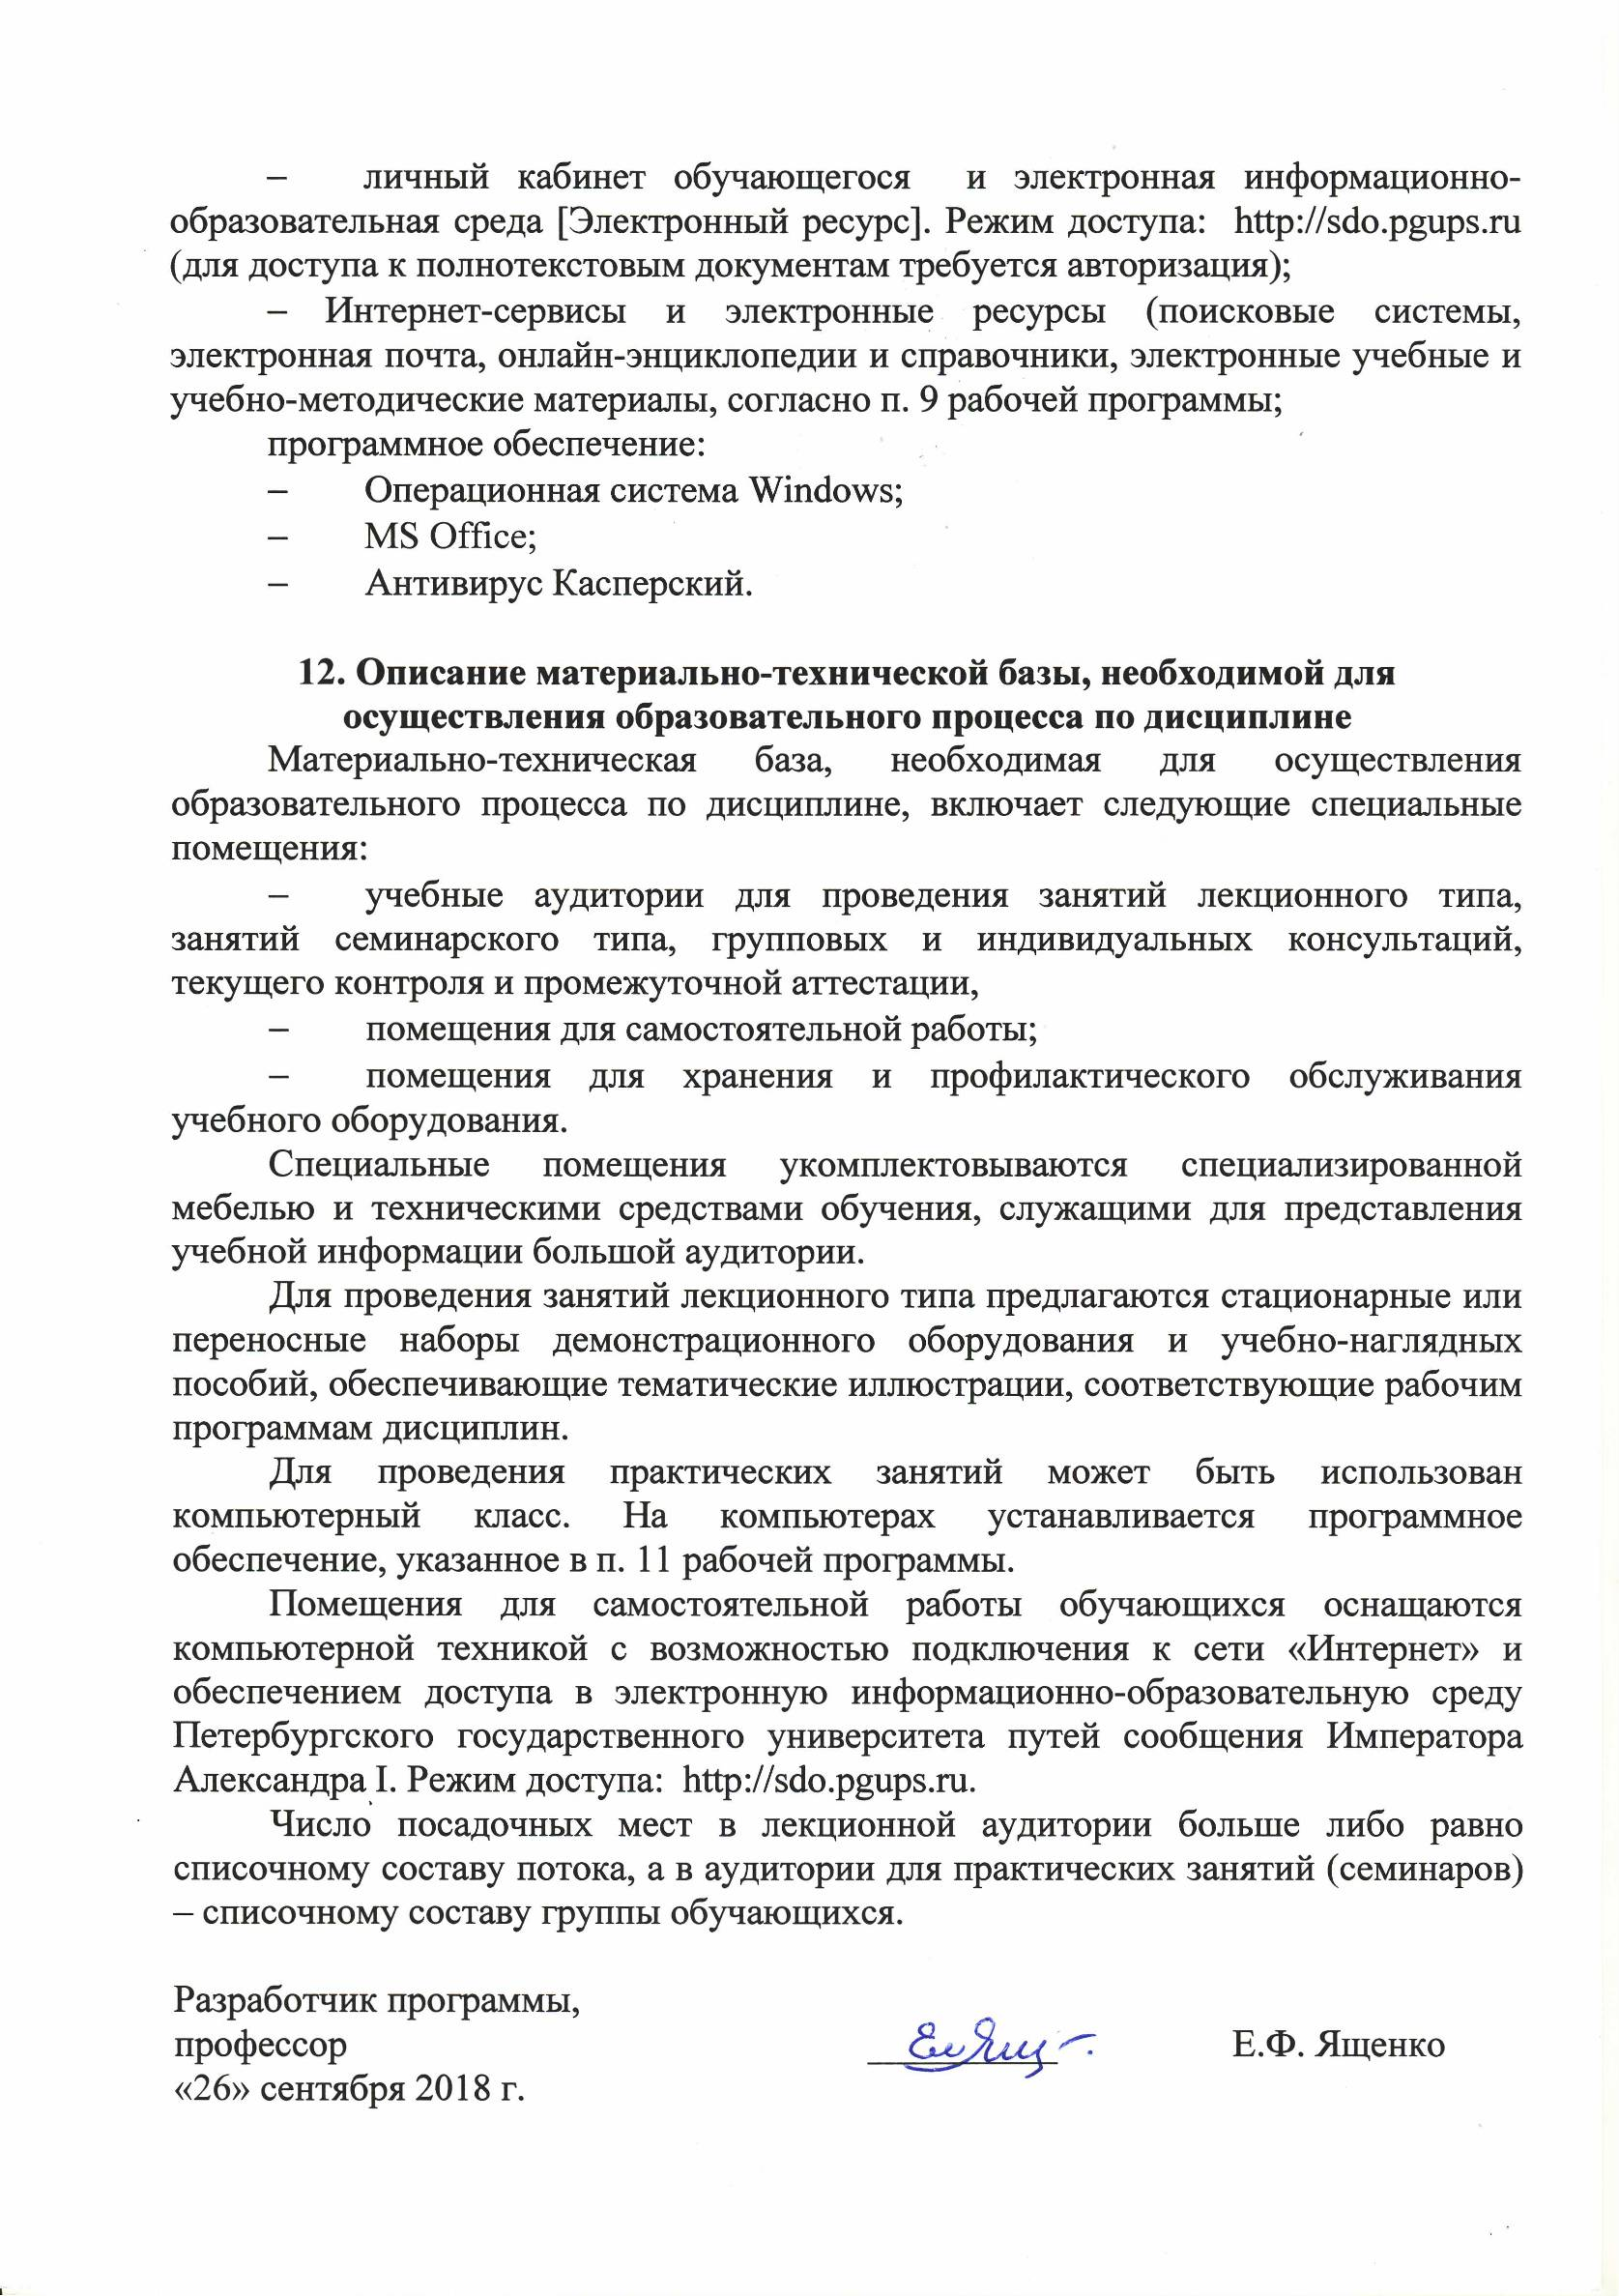 – личный кабинет обучающегося и электронная информационно-
образовательная среда [Электронный ресурс]. Режим доступа: http://sdo.pgups.ru
(для доступа к полнотекстовым документам требуется авторизация);
– Интернет-сервисы и электронные ресурсы (поисковые системы,
электронная почта, онлайн-энциклопедии и справочники, электронные учебные и
учебно-методические материалы, согласно п. 9 рабочей программы;
программное обеспечение:
– Операционная система Windows;
– MS Office;
– Антивирус Касперский.
12. Описание материально-технической базы, необходимой для
осуществления образовательного процесса по дисциплине
Материально-техническая база, необходимая для осуществления
образовательного процесса по дисциплине, включает следующие специальные
помещения:
– учебные аудитории для проведения занятий лекционного типа,
занятий семинарского типа, групповых и индивидуальных консультаций,
текущего контроля и промежуточной аттестации,
– помещения для самостоятельной работы;
– помещения для хранения и профилактического обслуживания
учебного оборудования.
Специальные помещения укомплектовываются специализированной
мебелью и техническими средствами обучения, служащими для представления
учебной информации большой аудитории.
Для проведения занятий лекционного типа предлагаются стационарные или
переносные наборы демонстрационного оборудования и учебно-наглядных
пособий, обеспечивающие тематические иллюстрации, соответствующие рабочим
программам дисциплин.
Для проведения практических занятий может быть использован
компьютерный класс. На компьютерах устанавливается программное
обеспечение, указанное в п. 11 рабочей программы.
Помещения для самостоятельной работы обучающихся оснащаются
компьютерной техникой с возможностью подключения к сети «Интернет» и
обеспечением доступа в электронную информационно-образовательную среду
Петербургского государственного университета путей сообщения Императора
Александра I. Режим доступа: http://sdo.pgups.ru.
Число посадочных мест в лекционной аудитории больше либо равно
списочному составу потока, а в аудитории для практических занятий (семинаров)
– списочному составу группы обучающихся.
Разработчик программы,
профессор Е.Ф. Ященко
«26» сентября 2018 г.